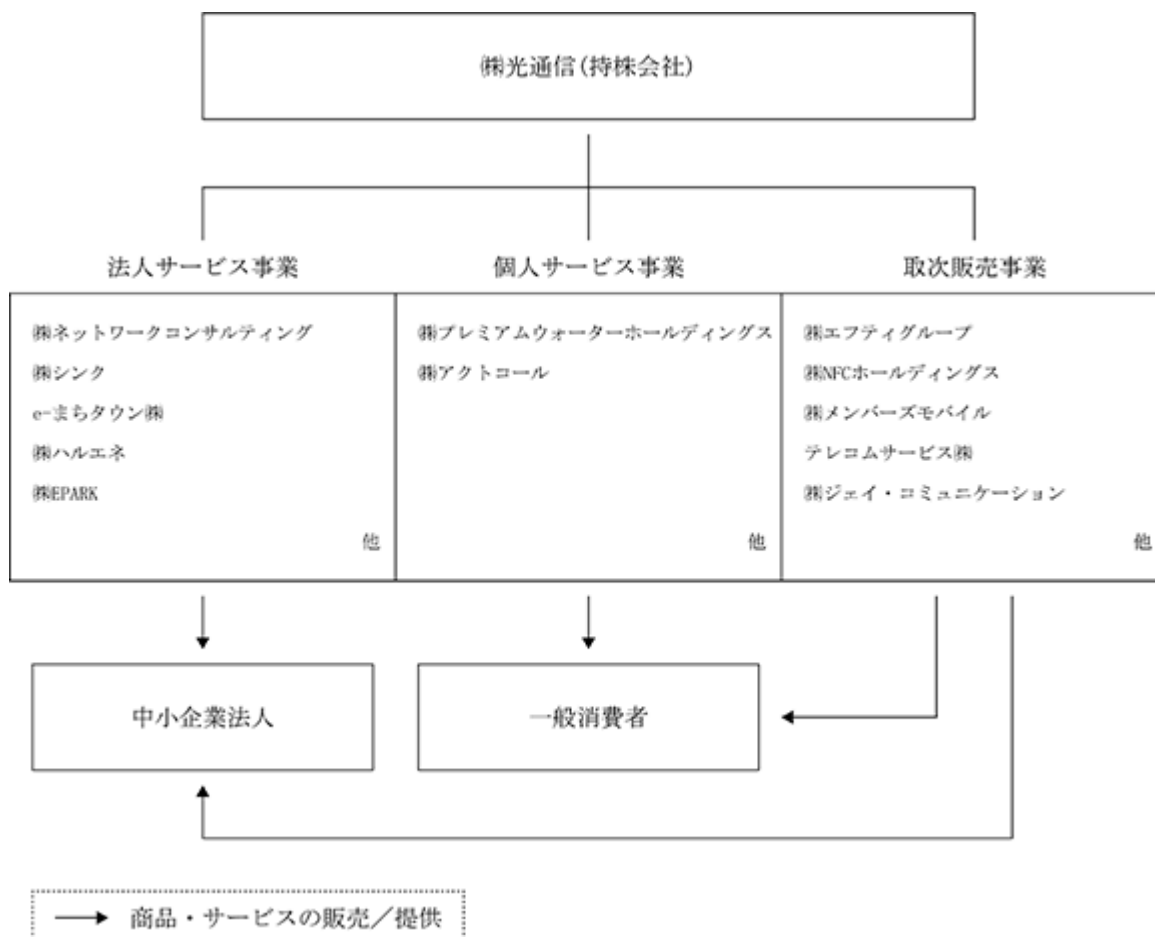 ㈱光通信(持株会社)
法人サービス事業
個人サービス事業
取次販売事業
㈱ネットワークコンサルティング
㈱シンク
e-まちタウン㈱
㈱ハルエネ
㈱EPARK
他
㈱プレミアムウォーターホールディングス
㈱アクトコール
他
㈱エフティグループ
㈱NFCホールディングス
㈱メンバーズモバイル
テレコムサービス㈱
㈱ジェイ・コミュニケーション
他
中小企業法人
一般消費者
商品・サービスの販売／提供